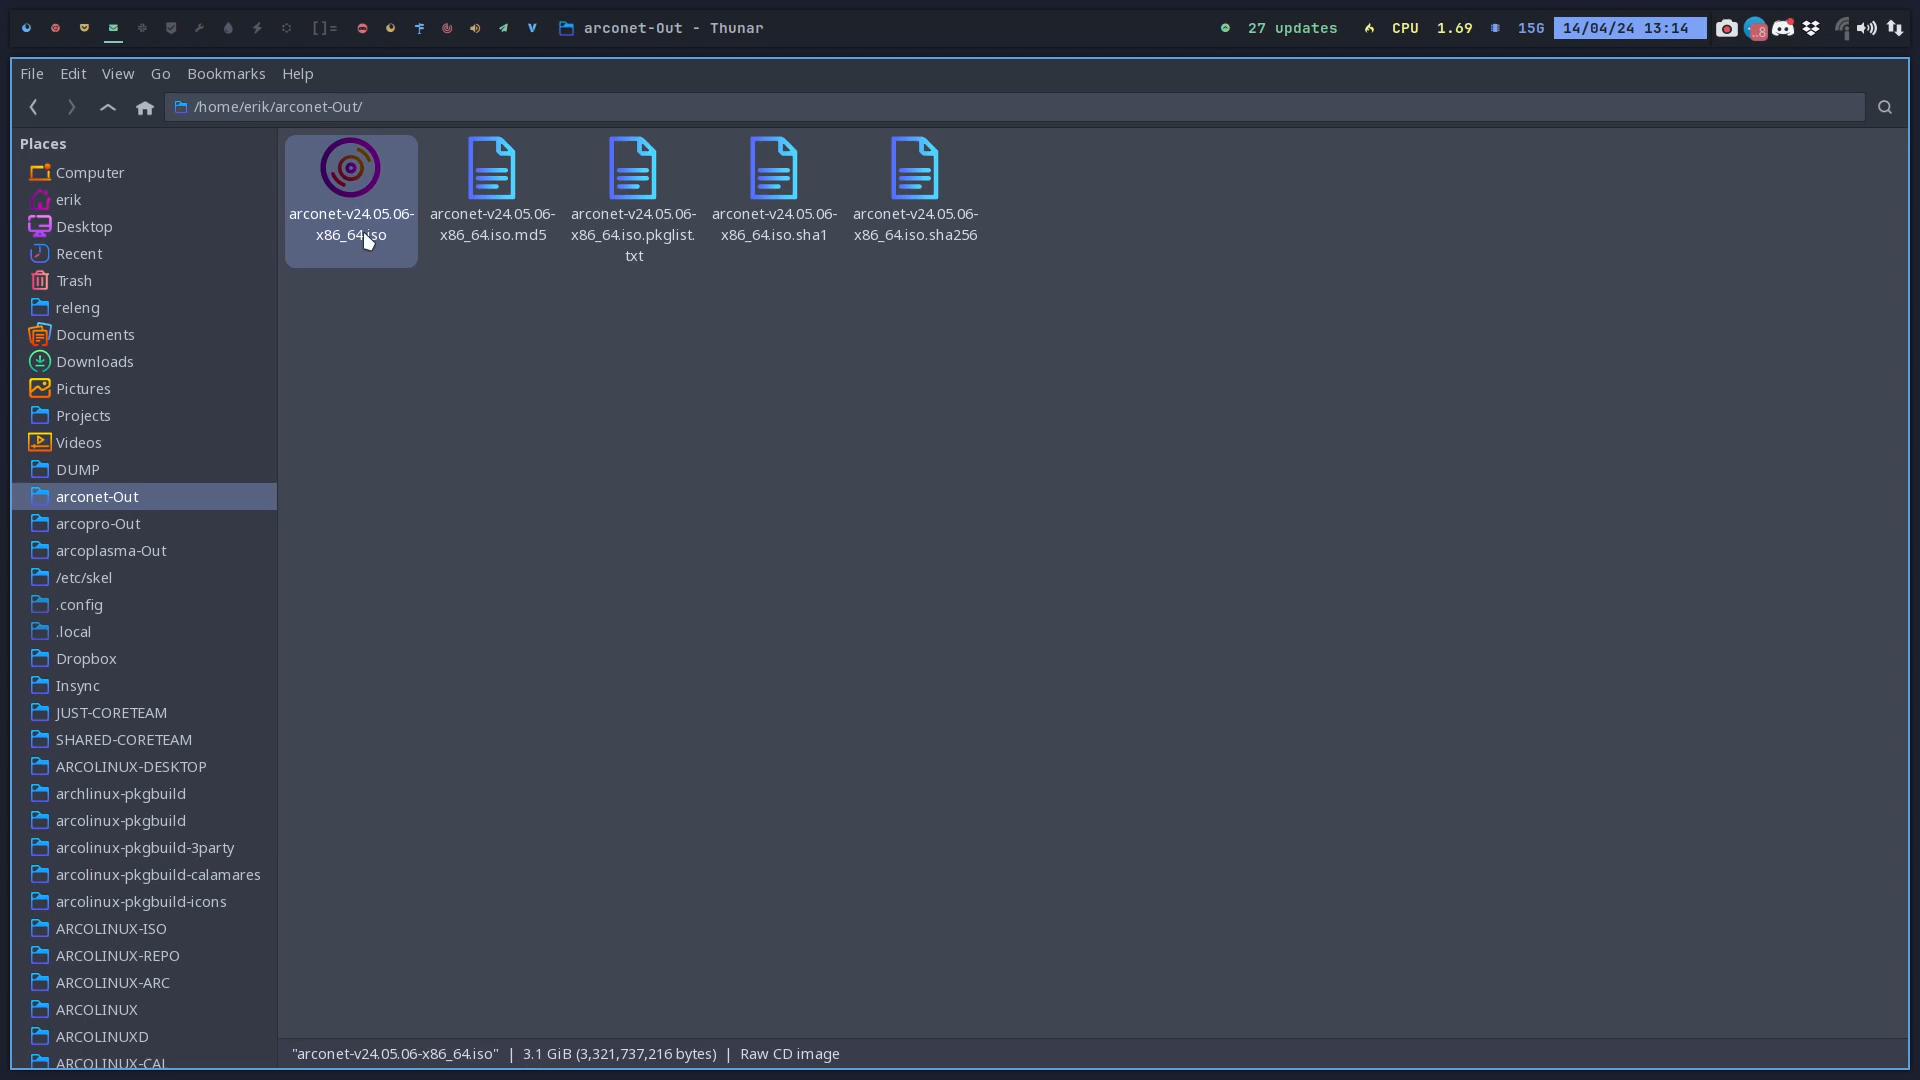 []= arconet-Out - Thunar 27 updates CPU 1.69 15G 14/04/24 13:14
File Edit View Go Bookmarks Help
/home/erik/arconet-Out/
Places
Computer
erik
Desktop
Recent
Trash
releng
Documents
Downloads
Pictures
Projects
Videos
DUMP
arconet-Out
arcopro-Out
arcoplasma-Out
/etc/skel
.config
.local
Dropbox
Insync
JUST-CORETEAM
SHARED-CORETEAM
ARCOLINUX-DESKTOP
archlinux-pkgbuild
arcolinux-pkgbuild
arcolinux-pkgbuild-3party
arcolinux-pkgbuild-calamares
arcolinux-pkgbuild-icons
ARCOLINUX-ISO
ARCOLINUX-REPO
ARCOLINUX-ARC
ARCOLINUX
ARCOLINUXD
ARCOLINUX-CAL
arconet-v24.05.06-
x86_64.iso
arconet-v24.05.06-
x86_64.iso.md5
arconet-v24.05.06-
x86_64.iso.pkglist.
txt
arconet-v24.05.06-
x86_64.iso.sha1
arconet-v24.05.06-
x86_64.iso.sha256
"arconet-v24.05.06-x86_64.iso" | 3.1 GiB (3,321,737,216 bytes) | Raw CD image